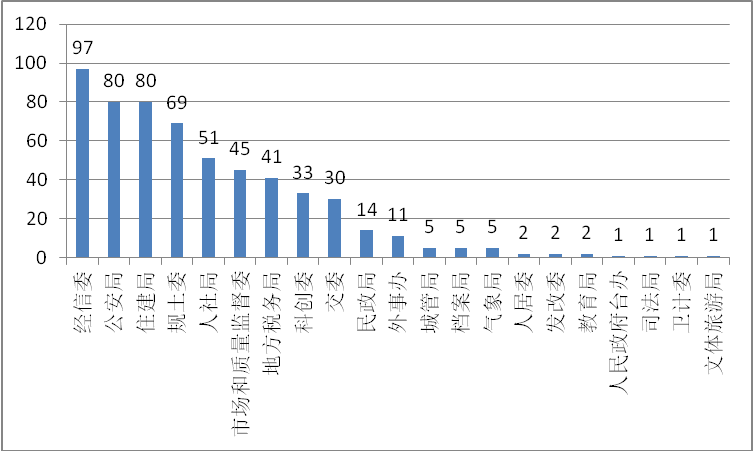 120
100
80
60
40
20
0
97
80
80
69
51
45
41
33
30
14
11
5
5
5
2
2
2
1
1
1
1
经信委
公安局
住建局
规土委
人社局
市场和质量监督委
地方税务局
科创委
交委
民政局
外事办
城管局
档案局
气象局
人居委
发改委
教育局
人民政府台办
司法局
卫计委
文体旅游局